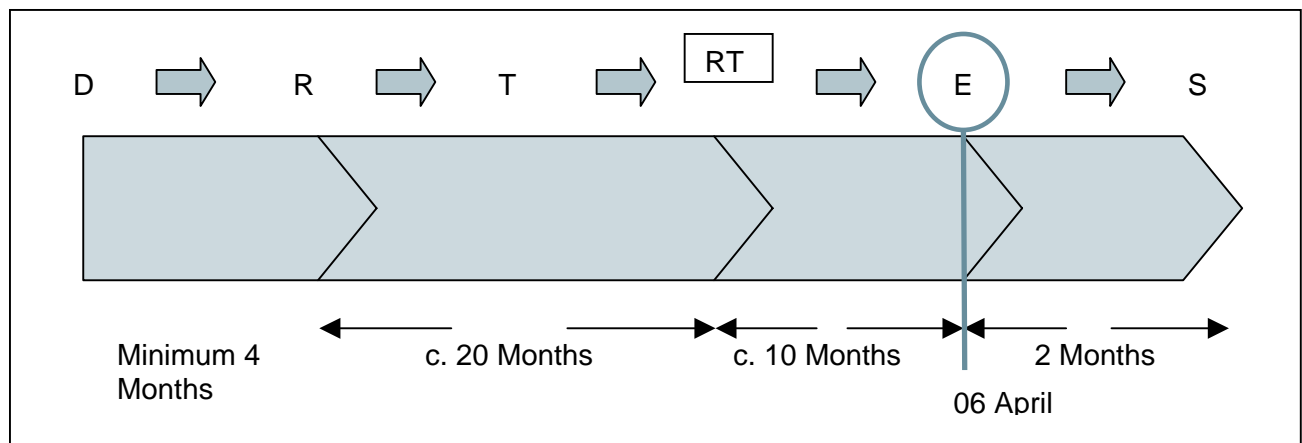 D R T RT E S
Minimum 4
Months
c. 20 Months
c. 10 Months
2 Months
06 April